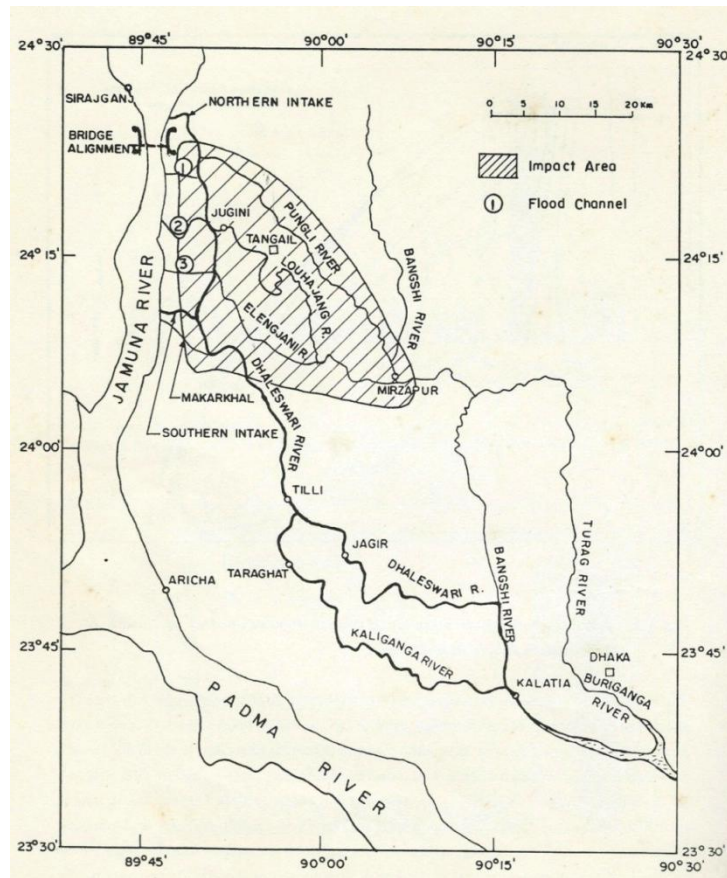 89°45' 90°00' 90°15'
24°30' 24°30'
SIRAJGANJ
NORTHERN INTAKE
0 5 10 15 20 Km
BRIDGE
ALIGNMENT
1
Impact Area
1 Flood Channel
JUGINI
PUNGLI RIVER
2
TANGAIL
24°15' 24°15'
3
LOUHAJANG R.
BANGSHI RIVER
ELENGJANI R.
JAMUNA RIVER
MIRZAPUR
MAKARKHAL
DHALESWARI RIVER
SOUTHERN INTAKE
24°00' 24°00'
TILLI
JAGIR
TARAGHAT
DHALESWARI R.
BANGSHI RIVER
TURAG RIVER
ARICHA
KALIGANGA RIVER
23°45' 23°45'
DHAKA
BURIGANGA
RIVER
KALATIA
PADMA
RIVER
23°30' 23°30'
89°45' 90°00' 90°15' 90°30'